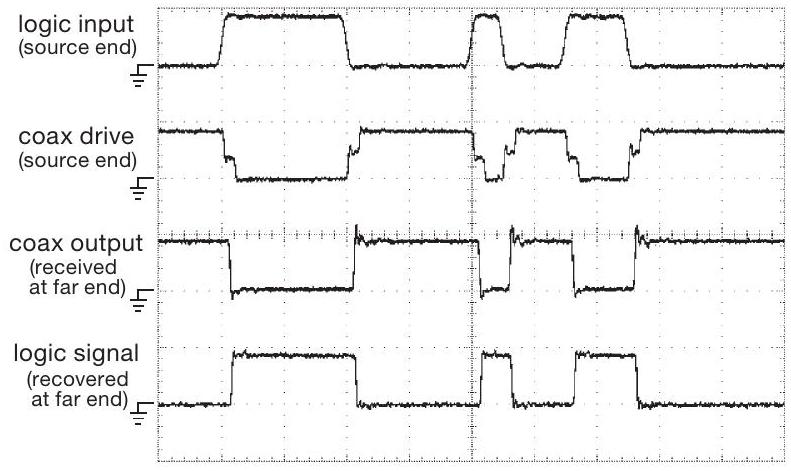 logic input
(source end)
coax drive
(source end)
coax output
(received
at far end)
logic signal
(recovered
at far end)